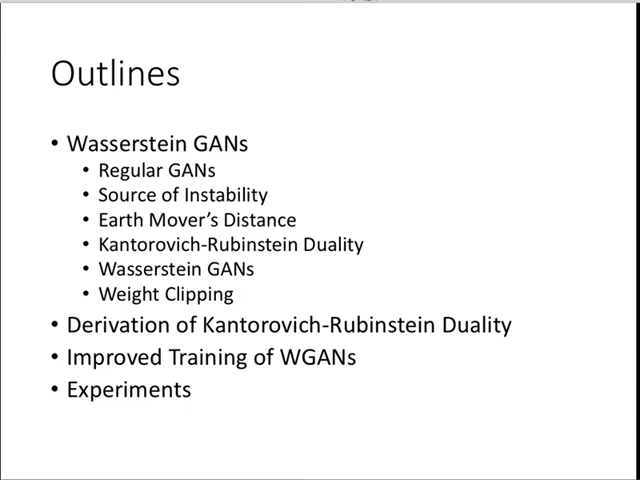 Outlines
• Wasserstein GANs
• Regular GANs
• Source of Instability
• Earth Mover's Distance
• Kantorovich-Rubinstein Duality
• Wasserstein GANs
• Weight Clipping
• Derivation of Kantorovich-Rubinstein Duality
• Improved Training of WGANs
• Experiments